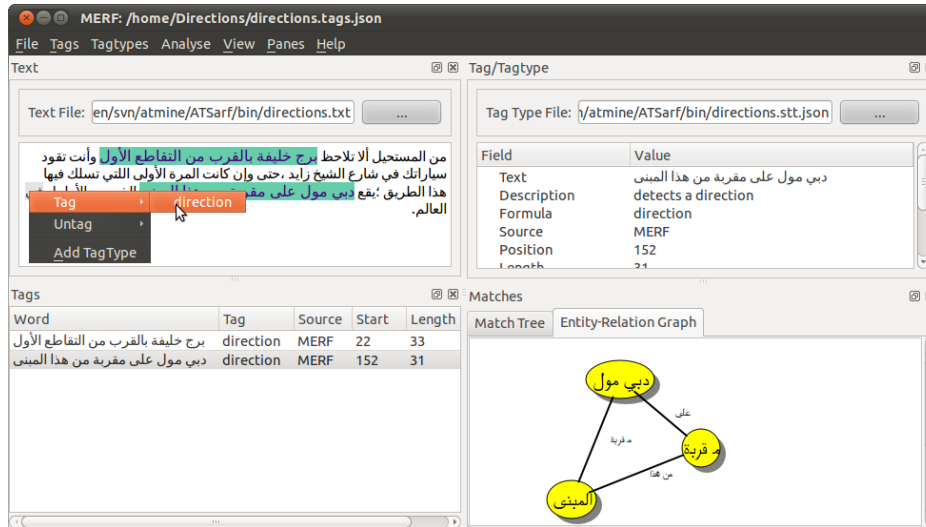 MERF: /home/Directions/directions.tags.json
File Tags Tagtypes Analyse View Panes Help
Text
Text File: en/svn/atmine/ATSarf/bin/directions.txt ...
من المستحيل ألا تلاحظ برج خليفة بالقرب من التقاطع الأول وأنت تقود
سياراتك في شارع الشيخ زايد ،حتى وإن كانت المرة الأولى اللتي تسلك فيها
هذا الطريق ؛يقع دبي مول على مقربة من هذا المبنى
العالم.
Tag direction
Untag
Add TagType
Tag/Tagtype
Tag Type File: n/atmine/ATSarf/bin/directions.stt.json ...
Field Value
Text دبي مول على مقربة من هذا المبنى
Description detects a direction
Formula direction
Source MERF
Position 152
Length 31
Tags
Word Tag Source Start Length
برج خليفة بالقرب من التقاطع الأول direction MERF 22 33
دبي مول على مقربة من هذا المبنى direction MERF 152 31
Matches
Match Tree Entity-Relation Graph
دبي مول
على
م قربة
م قربة
من هذا
المبنى